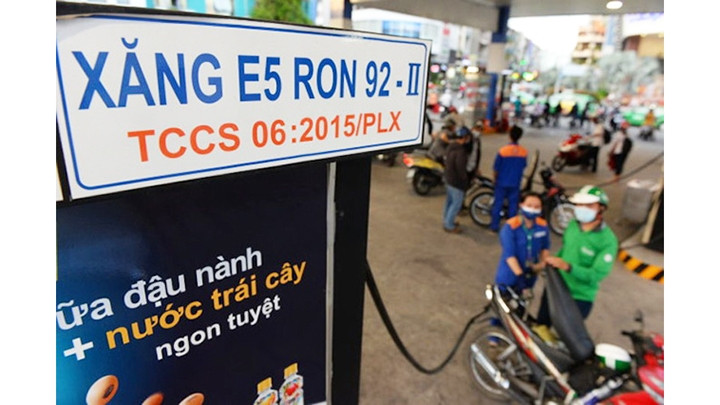 XĂNG E5 RON 92 - II
TCCS 06:2015/PLX
ữa đậu nành
+ nước trái cây
ngon tuyệt